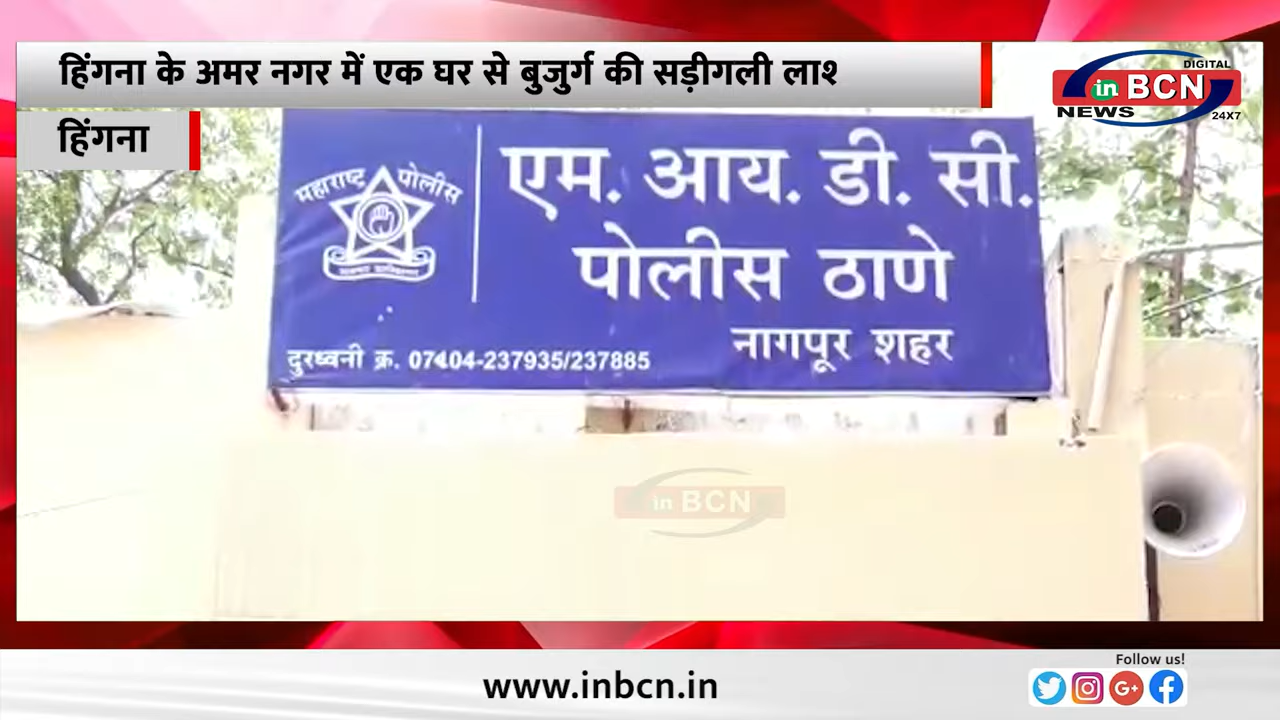 हिंगना के अमर नगर में एक घर से बुजुर्ग की सड़ीगली लाश
DIGITAL
in BCN
NEWS 24X7
हिंगना
महाराष्ट्र पोलीस
एम. आय. डी. सी.
पोलीस ठाणे
नागपूर शहर
दुरध्वनी क्र. 07404-237935/237885
in BCN
Follow us!
www.inbcn.in